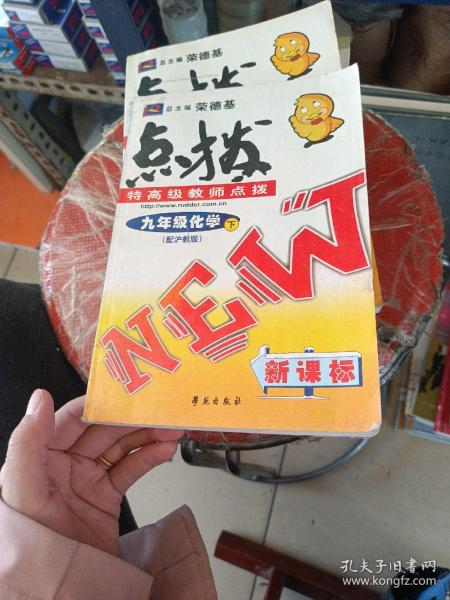 总主编 荣德基
总主编 荣德基
点拨
特高级教师点拨
http://www.rudder.com.cn
九年级化学 下
(配沪教版)
NEW
新课标
学苑出版社
孔夫子旧书网
www.kongfz.com